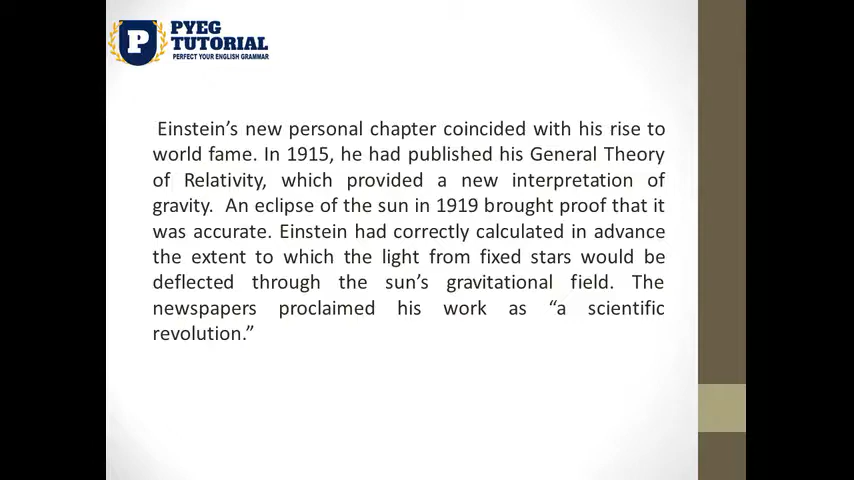 P
PYEG
TUTORIAL
PERFECT YOUR ENGLISH GRAMMAR
Einstein’s new personal chapter coincided with his rise to
world fame. In 1915, he had published his General Theory
of Relativity, which provided a new interpretation of
gravity.  An eclipse of the sun in 1919 brought proof that it
was accurate. Einstein had correctly calculated in advance
the extent to which the light from fixed stars would be
deflected through the sun’s gravitational field. The
newspapers proclaimed his work as “a scientific
revolution.”